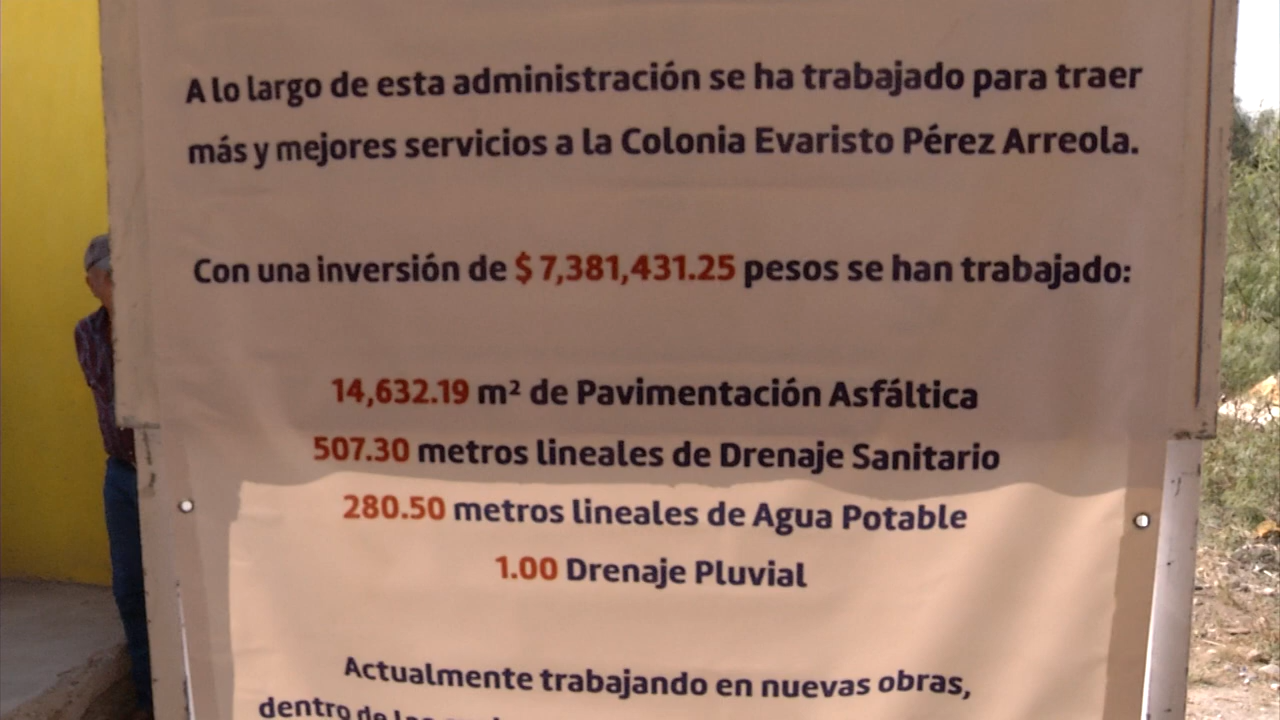 A lo largo de esta administración se ha trabajado para traer
más y mejores servicios a la Colonia Evaristo Pérez Arreola.
Con una inversión de $ 7,381,431.25 pesos se han trabajado:
14,632.19 m² de Pavimentación Asfáltica
507.30 metros lineales de Drenaje Sanitario
280.50 metros lineales de Agua Potable
1.00 Drenaje Pluvial
Actualmente trabajando en nuevas obras,
dentro de